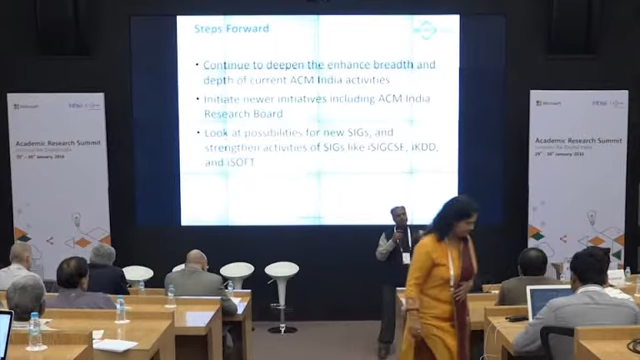 Steps Forward
• Continue to deepen the enhance breadth and
depth of current ACM India activities
• Initiate newer initiatives including ACM India
Research Board
• Look at possibilities for new SIGs, and
strengthen activities of SIGs like iSIGCSE, iKDD,
and iSOFT
Microsoft
Academic Research Summit
Microsoft
Academic Research Summit